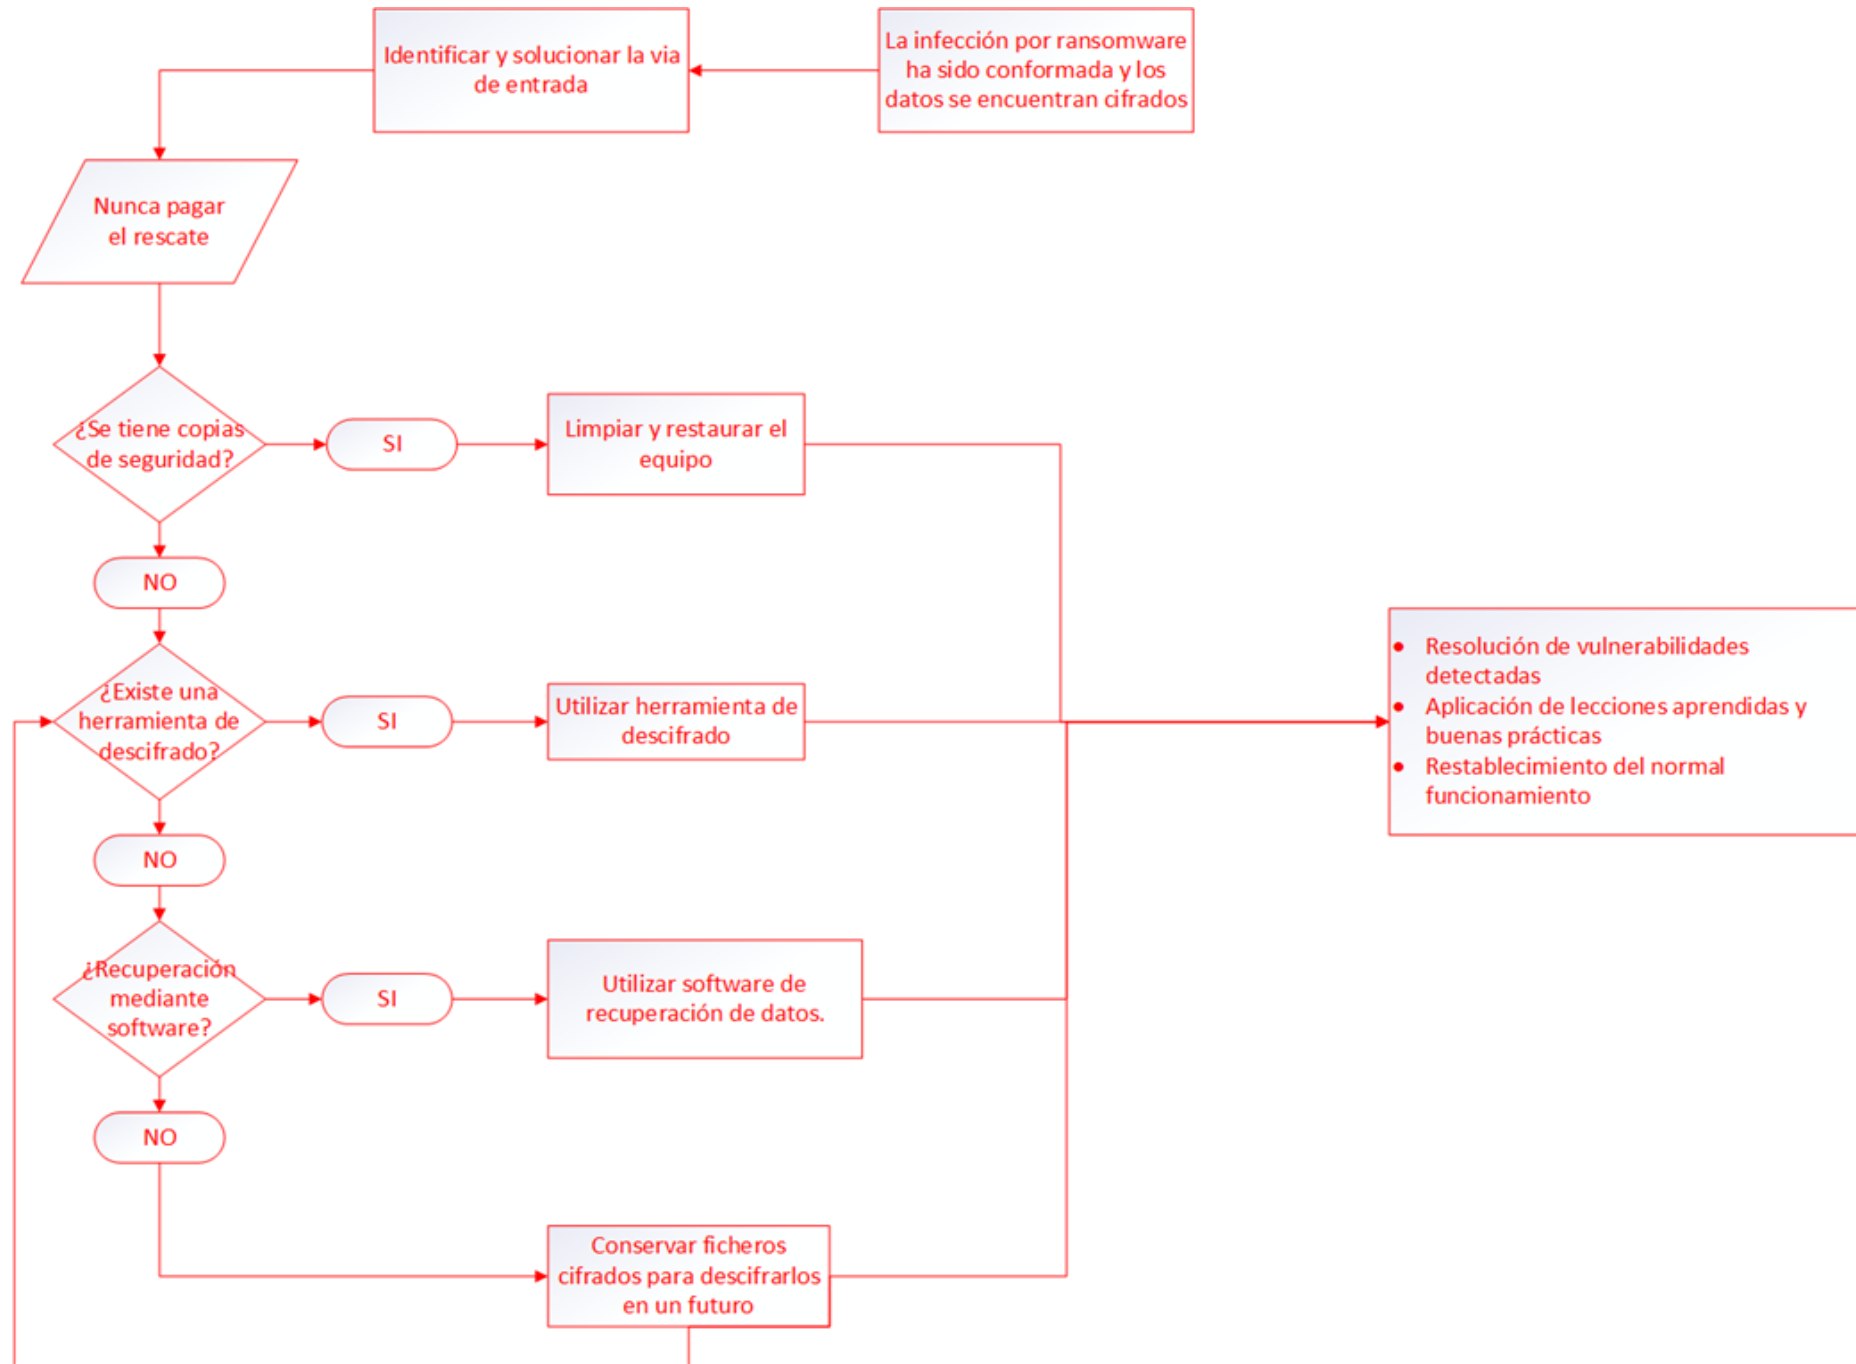 La infección por ransomware
ha sido conformada y los
datos se encuentran cifrados
Identificar y solucionar la via
de entrada
Nunca pagar
el rescate
¿Se tiene copias
de seguridad?
SI
Limpiar y restaurar el
equipo
NO
¿Existe una
herramienta de
descifrado?
SI
Utilizar herramienta de
descifrado
NO
¿Recuperación
mediante
software?
SI
Utilizar software de
recuperación de datos.
NO
Conservar ficheros
cifrados para descifrarlos
en un futuro
• Resolución de vulnerabilidades
detectadas
• Aplicación de lecciones aprendidas y
buenas prácticas
• Restablecimiento del normal
funcionamiento